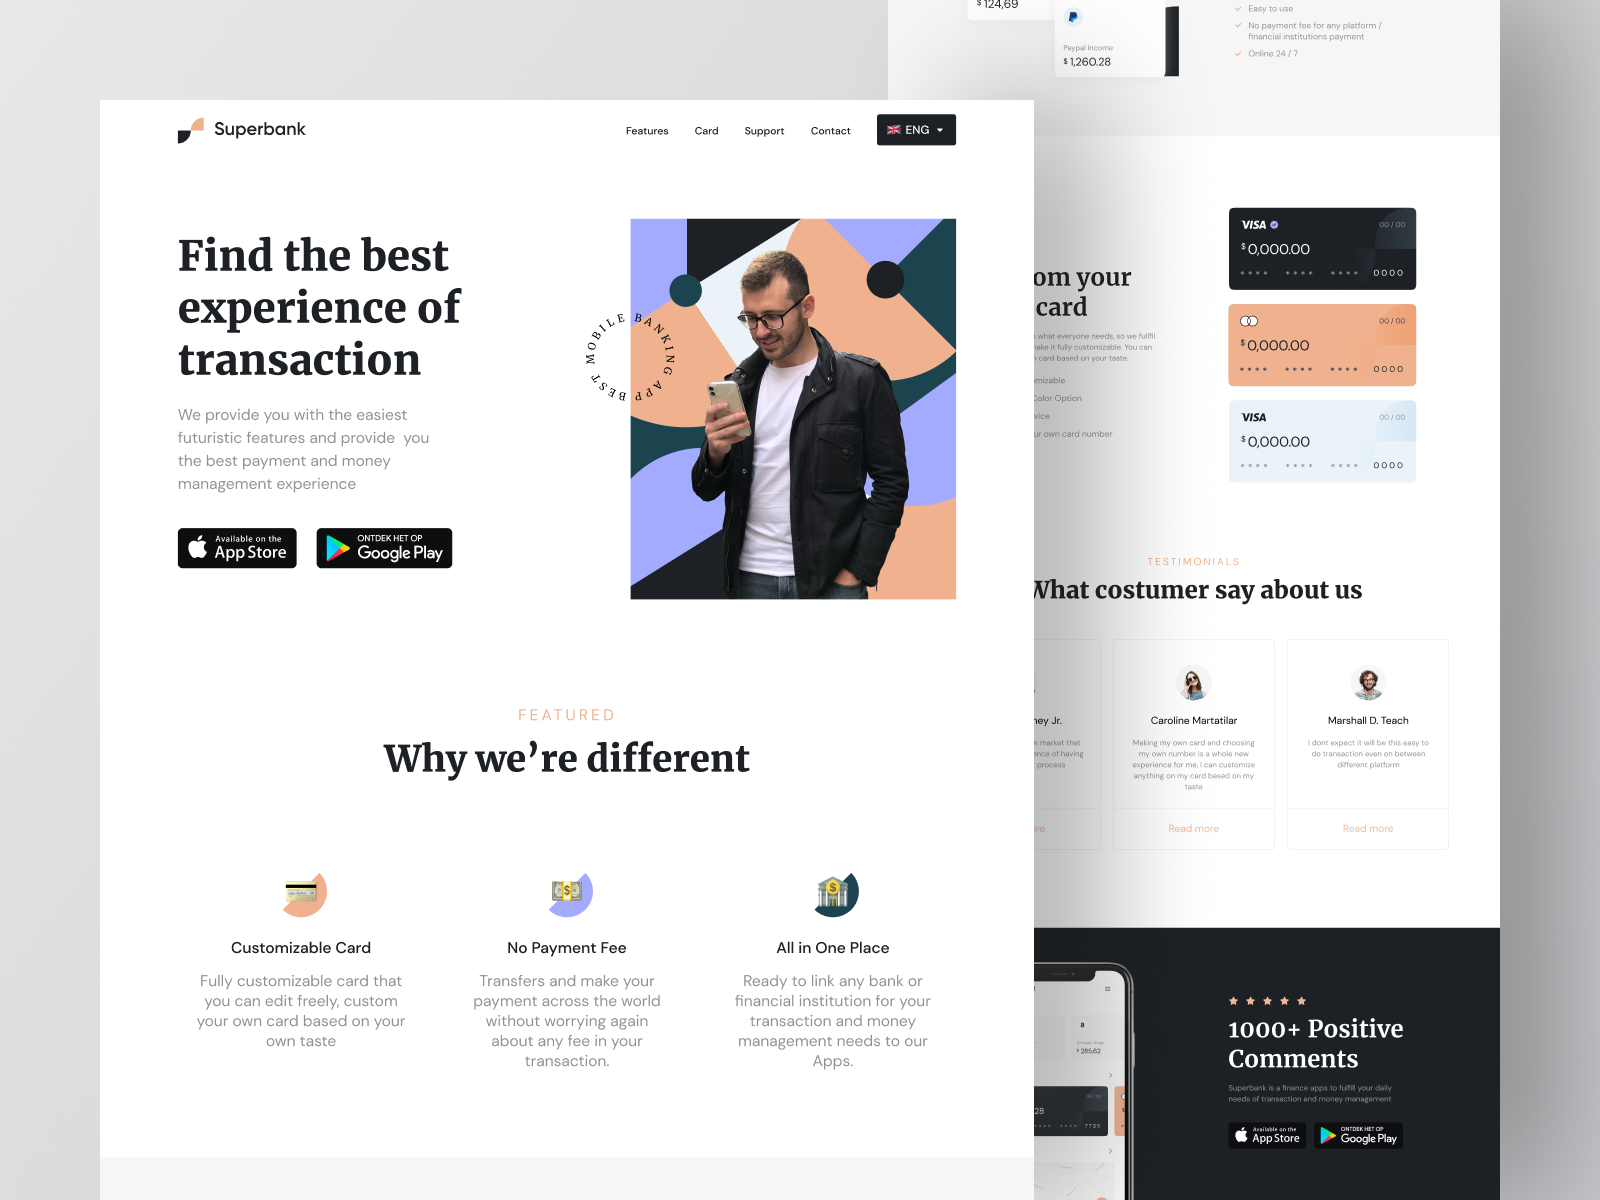 Superbank
Features
Card
Support
Contact
ENG
Find the best
experience of
transaction
We provide you with the easiest
futuristic features and provide you
the best payment and money
management experience
Available on the
App Store
ONTDEK HET OP
Google Play
MOBILE BANKING APP BEST
FEATURED
Why we're different
Customizable Card
Fully customizable card that
you can edit freely, custom
your own card based on your
own taste
No Payment Fee
Transfers and make your
payment across the world
without worrying again
about any fee in your
transaction.
All in One Place
Ready to link any bank or
financial institution for your
transaction and money
management needs to our
Apps.
$ 124,69
Paypal Income
$ 1,260.28
Easy to use
No payment fee for any platform /
financial institutions payment
Online 24 / 7
om your
card
what everyone needs, so we fullfil
make it fully customizable. You can
card based on your taste.
omizable
Color Option
vice
ur own card number
VISA
00 / 00
$ 0,000.00
0000
00 / 00
$ 0,000.00
0000
VISA
00 / 00
$ 0,000.00
0000
TESTIMONIALS
What costumer say about us
ney Jr.
n market that
ence of having
process
re
Caroline Martatilar
Making my own card and choosing
my own number is a whole new
experience for me, i can customize
anything on my card based on my
taste
Read more
Marshall D. Teach
I dont expect it will be this easy to
do transaction even on between
different platform
Read more
a
Amazon Shop
$ 285,62
28
7735
1000+ Positive
Comments
Superbank is a finance apps to fulfill your daily
needs of transaction and money management
Available on the
App Store
ONTDEK HET OP
Google Play